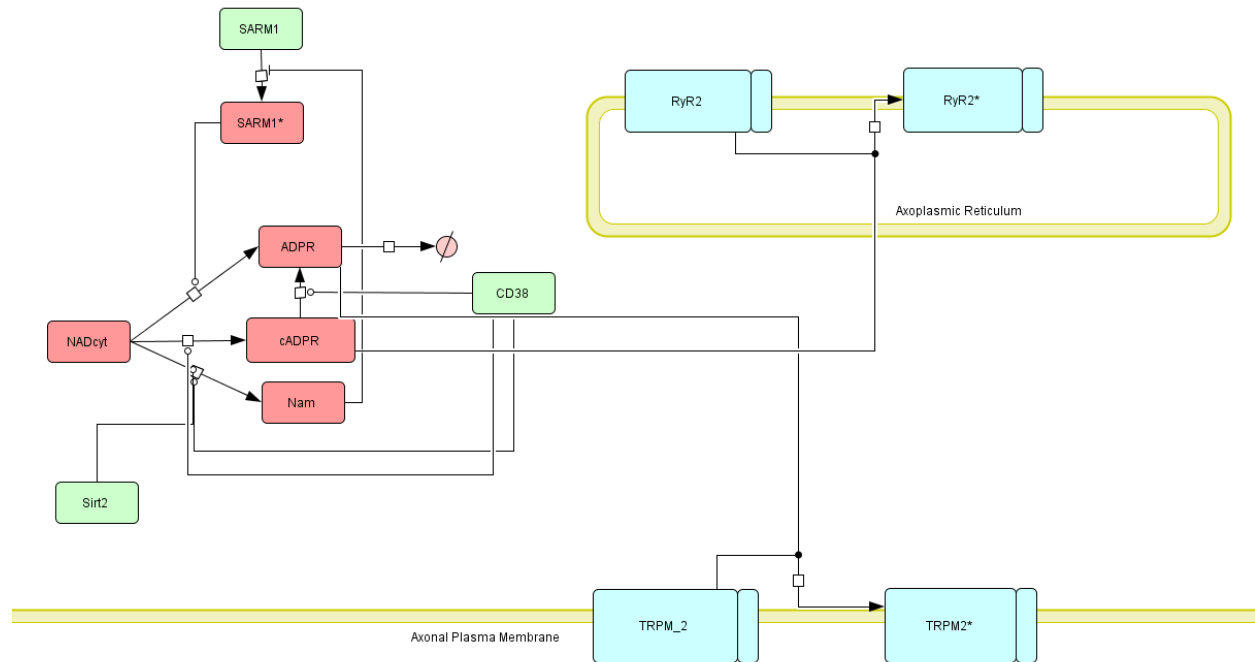 SARM1
RyR2
RyR2*
SARM1*
Axoplasmic Reticulum
ADPR
CD38
NADcyt
cADPR
Nam
Sirt2
TRPM_2
TRPM2*
Axonal Plasma Membrane